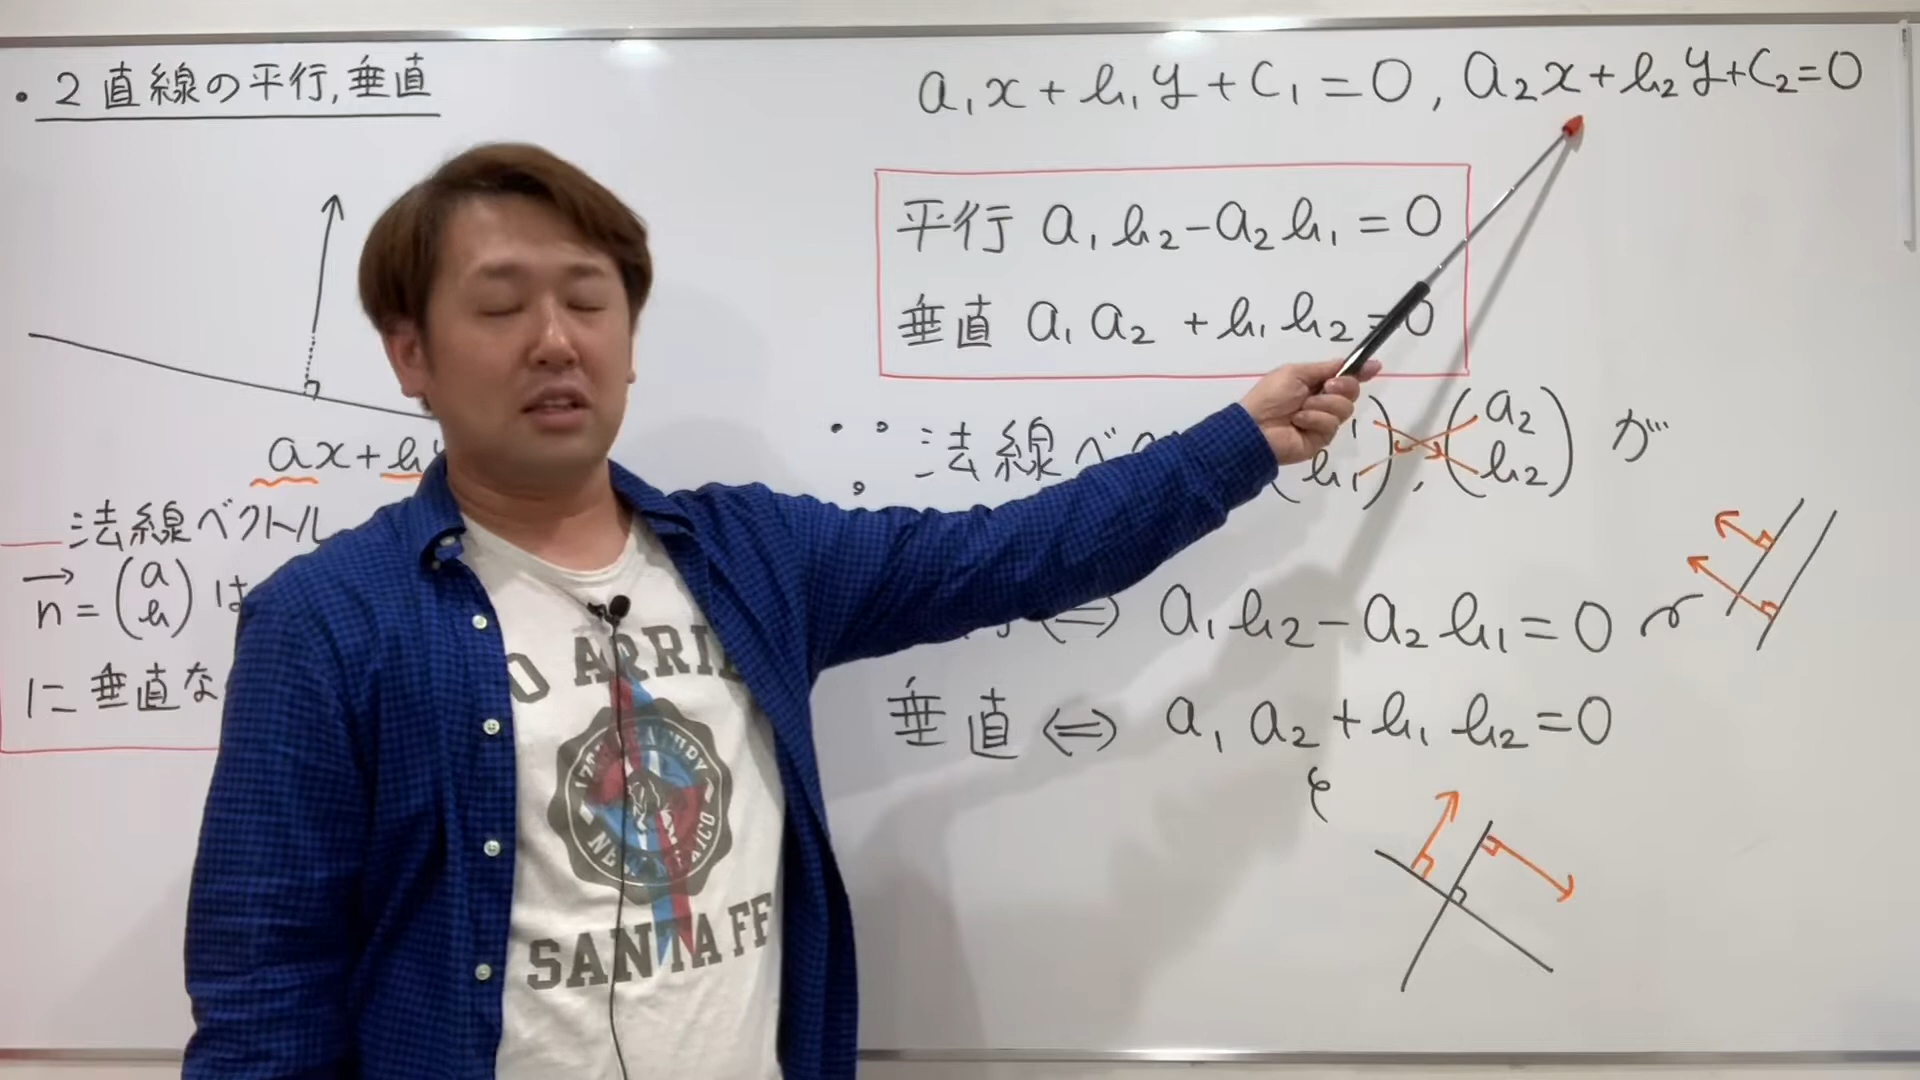 ・2直線の平行,垂直
a₁x+b₁y+c₁=0, a₂x+b₂y+c₂=0
平行 a₁b₂-a₂b₁=0
垂直 a₁a₂+b₁b₂=0
ax+b
法線ベクトル
n=(a b)は
に垂直な
∵ 法線ベ
b₁), (a₂ b₂) が
⇔ a₁b₂-a₂b₁=0
垂直 ⇔ a₁a₂+b₁b₂=0
SANTA FE